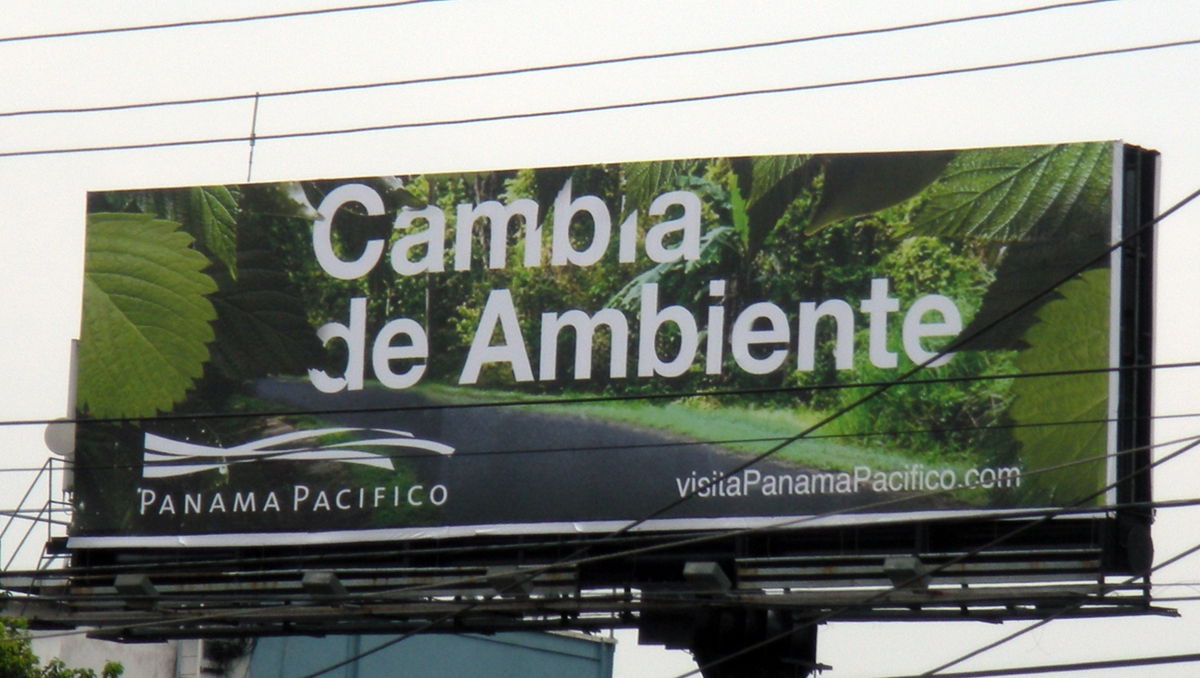 Cambia
de Ambiente
PANAMA PACIFICO
visitaPanamaPacifico.com